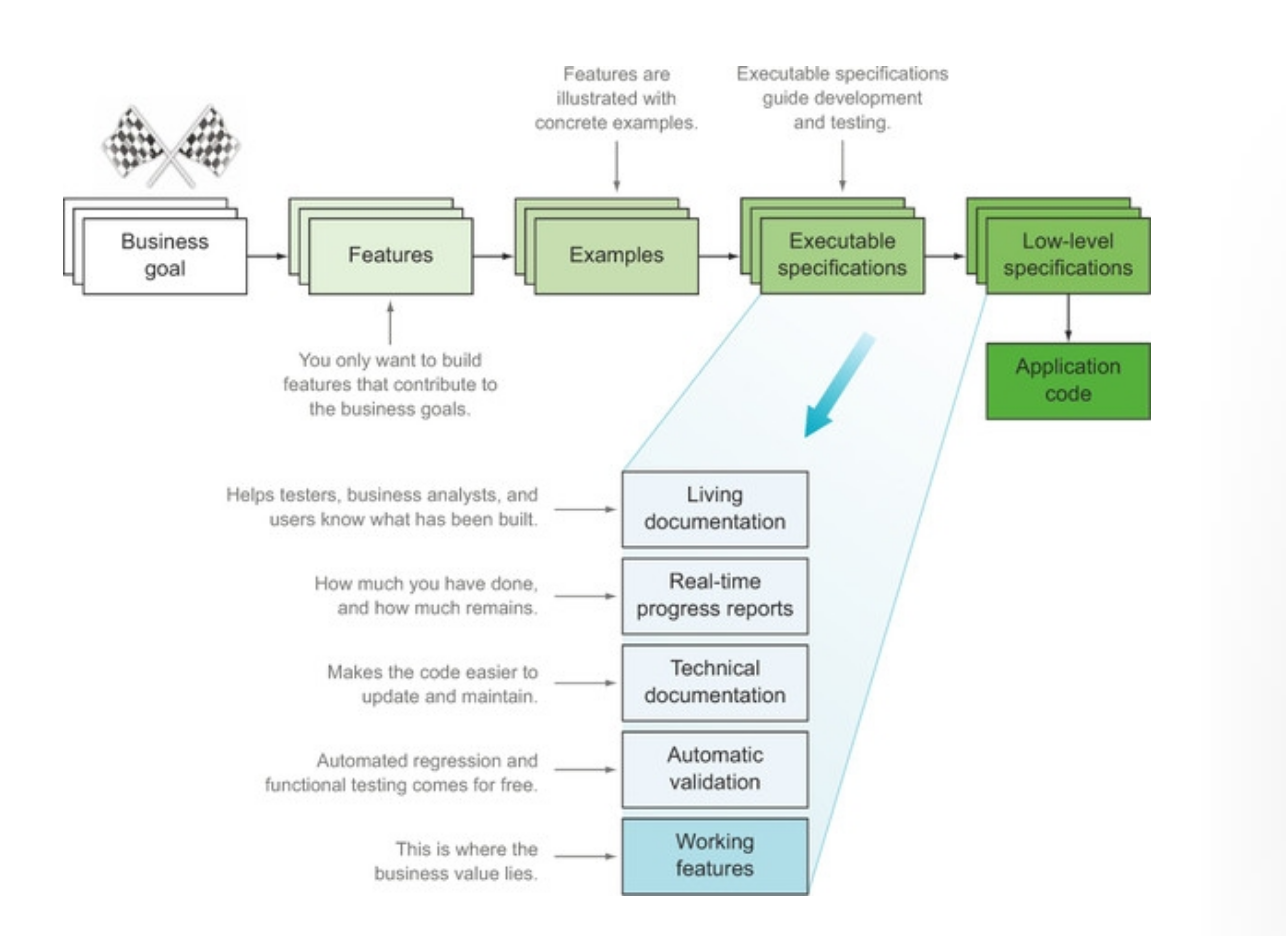 Features are
illustrated with
concrete examples.
Executable specifications
guide development
and testing.
Business
goal
Features
Examples
Executable
specifications
Low-level
specifications
You only want to build
features that contribute to
the business goals.
Application
code
Helps testers, business analysts, and
users know what has been built.
Living
documentation
How much you have done,
and how much remains.
Real-time
progress reports
Makes the code easier to
update and maintain.
Technical
documentation
Automated regression and
functional testing comes for free.
Automatic
validation
This is where the
business value lies.
Working
features